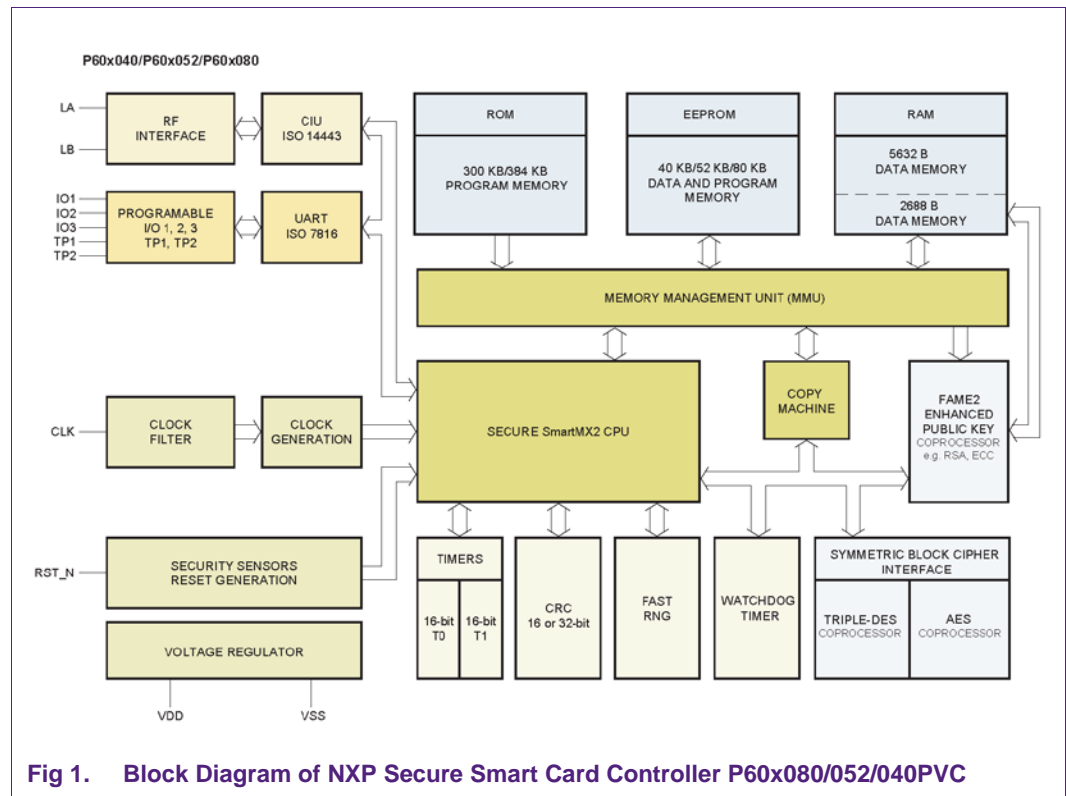 P60x040/P60x052/P60x080
LA
LB
RF
INTERFACE
CIU
ISO 14443
IO1
IO2
IO3
TP1
TP2
PROGRAMABLE
I/O 1, 2, 3
TP1, TP2
UART
ISO 7816
ROM
300 KB/384 KB
PROGRAM MEMORY
EEPROM
40 KB/52 KB/80 KB
DATA AND PROGRAM
MEMORY
RAM
5632 B
DATA MEMORY
2688 B
DATA MEMORY
MEMORY MANAGEMENT UNIT (MMU)
CLK
CLOCK
FILTER
CLOCK
GENERATION
SECURE SmartMX2 CPU
COPY
MACHINE
FAME2
ENHANCED
PUBLIC KEY
COPROCESSOR
e.g. RSA, ECC
RST_N
SECURITY SENSORS
RESET GENERATION
VOLTAGE REGULATOR
VDD
VSS
TIMERS
16-bit
T0
16-bit
T1
CRC
16 or 32-bit
FAST
RNG
WATCHDOG
TIMER
SYMMETRIC BLOCK CIPHER
INTERFACE
TRIPLE-DES
COPROCESSOR
AES
COPROCESSOR
Fig 1. Block Diagram of NXP Secure Smart Card Controller P60x080/052/040PVC